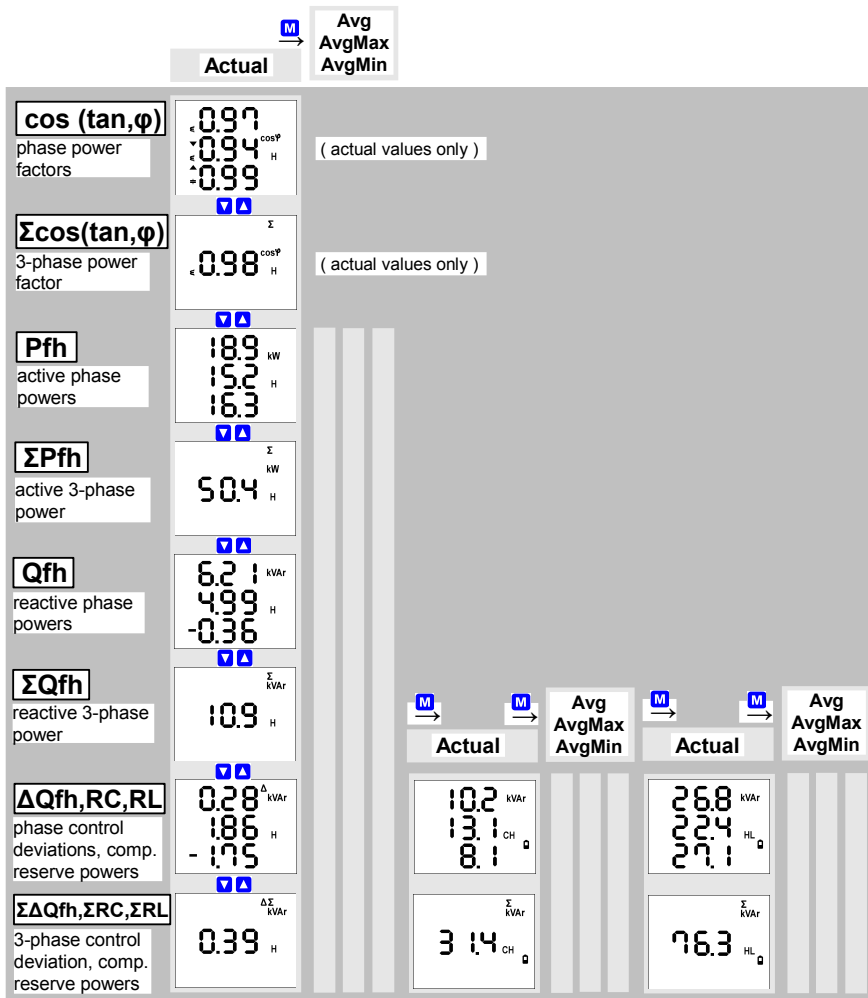 M
→
Avg
AvgMax
AvgMin
Actual
cos (tan,φ)
phase power
factors
0.97
0.94 cosφ H
0.99
( actual values only )
Σcos(tan,φ)
3-phase power
factor
Σ
0.98 cosφ H
( actual values only )
Pfh
active phase
powers
18.9 kW
15.2 H
16.3
ΣPfh
active 3-phase
power
Σ
kW
50.4 H
Qfh
reactive phase
powers
6.21 kVAr
4.99 H
-0.36
ΣQfh
reactive 3-phase
power
Σ
kVAr
10.9 H
M
→
M
→
Actual
Avg
AvgMax
AvgMin
M
→
M
→
Actual
Avg
AvgMax
AvgMin
ΔQfh,RC,RL
phase control
deviations, comp.
reserve powers
0.28 Δ kVAr
1.86 H
- 1.75
10.2 kVAr
13.1 CH
8.1
26.8 kVAr
22.4 HL
27.1
ΣΔQfh,ΣRC,ΣRL
3-phase control
deviation, comp.
reserve powers
ΔΣ
kVAr
0.39 H
Σ
kVAr
31.4 CH
Σ
kVAr
76.3 HL